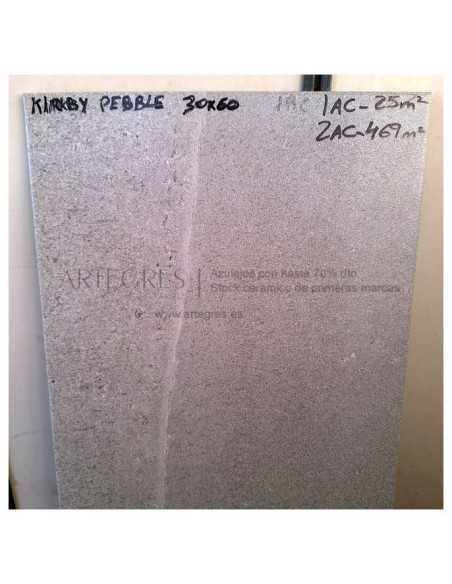 KIRKBY PEBBLE 30x60 1AC 1AC-25m²
2AC-469m²
ARTEGRES
Azulejos con hasta 70% dto
Stock cerámico de primeras marcas
www.artegres.es